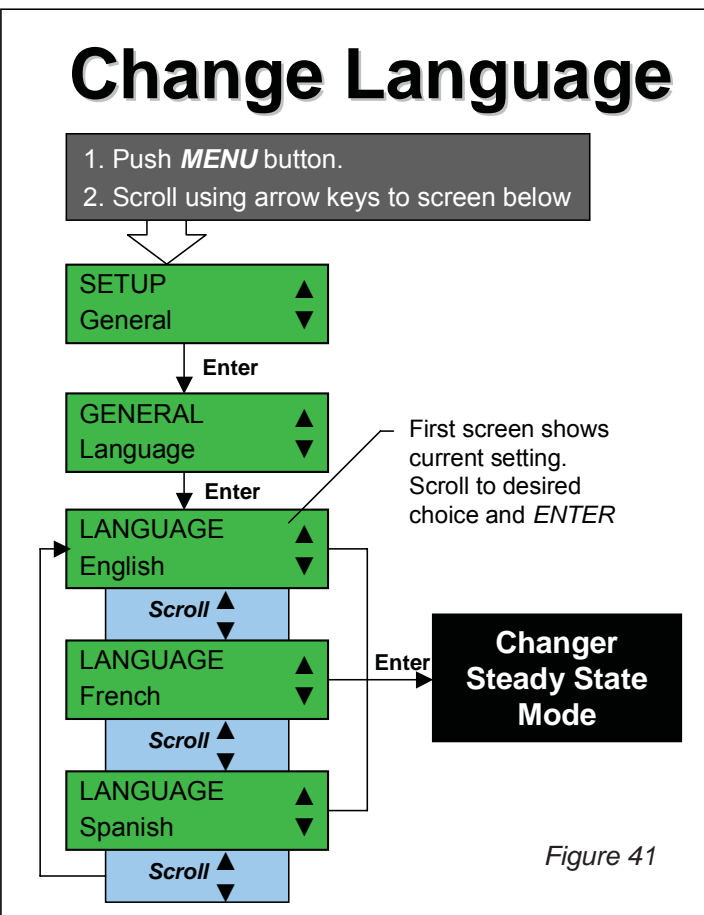 Change Language
1. Push MENU button.
2. Scroll using arrow keys to screen below
SETUP ▲
General ▼
Enter
GENERAL ▲
Language ▼
First screen shows
current setting.
Scroll to desired
choice and ENTER
Enter
LANGUAGE ▲
English ▼
Scroll ▲
▼
LANGUAGE ▲
French ▼
Enter
Changer
Steady State
Mode
Scroll ▲
▼
LANGUAGE ▲
Spanish ▼
Scroll ▲
▼
Figure 41